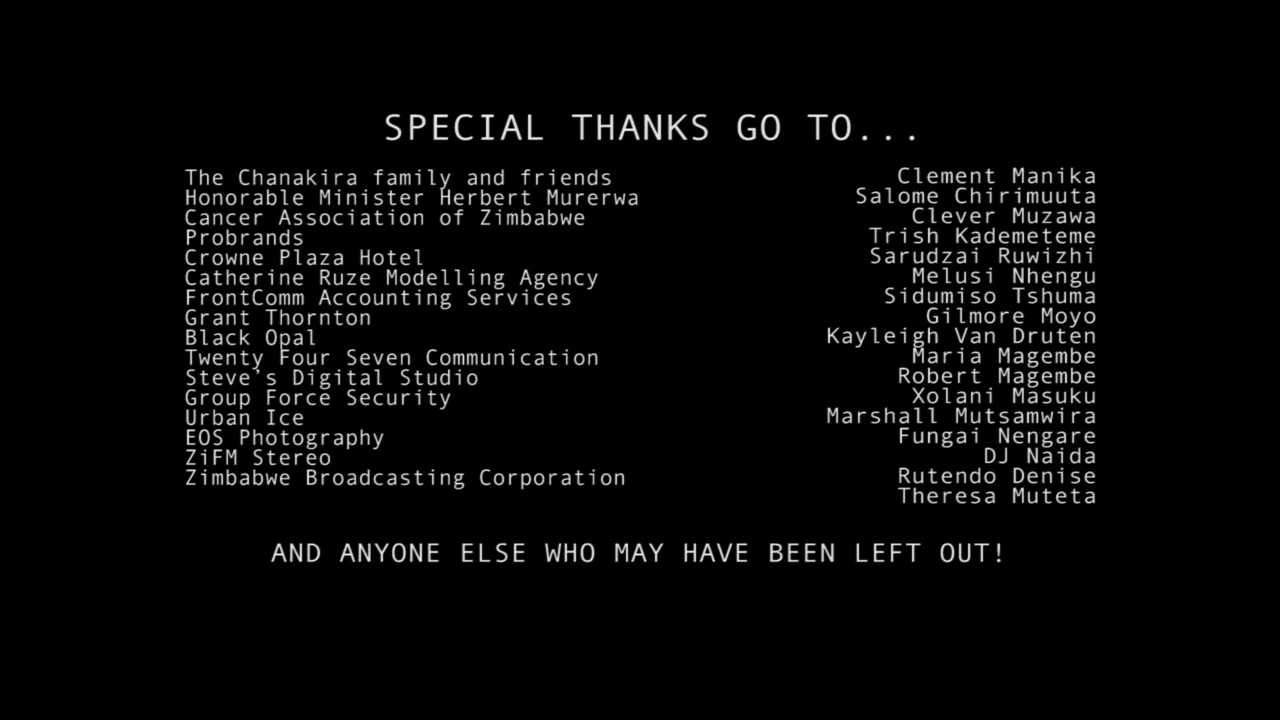 SPECIAL THANKS GO TO...
The Chanakira family and friends
Honorable Minister Herbert Murerwa
Cancer Association of Zimbabwe
Probrands
Crowne Plaza Hotel
Catherine Ruze Modelling Agency
FrontComm Accounting Services
Grant Thornton
Black Opal
Twenty Four Seven Communication
Steve's Digital Studio
Group Force Security
Urban Ice
EOS Photography
ZiFM Stereo
Zimbabwe Broadcasting Corporation
Clement Manika
Salome Chirimuuta
Clever Muzawa
Trish Kademeteme
Sarudzai Ruwizhi
Melusi Nhengu
Sidumiso Tshuma
Gilmore Moyo
Kayleigh Van Druten
Maria Magembe
Robert Magembe
Xolani Masuku
Marshall Mutsamwira
Fungai Nengare
DJ Naida
Rutendo Denise
Theresa Muteta
AND ANYONE ELSE WHO MAY HAVE BEEN LEFT OUT!